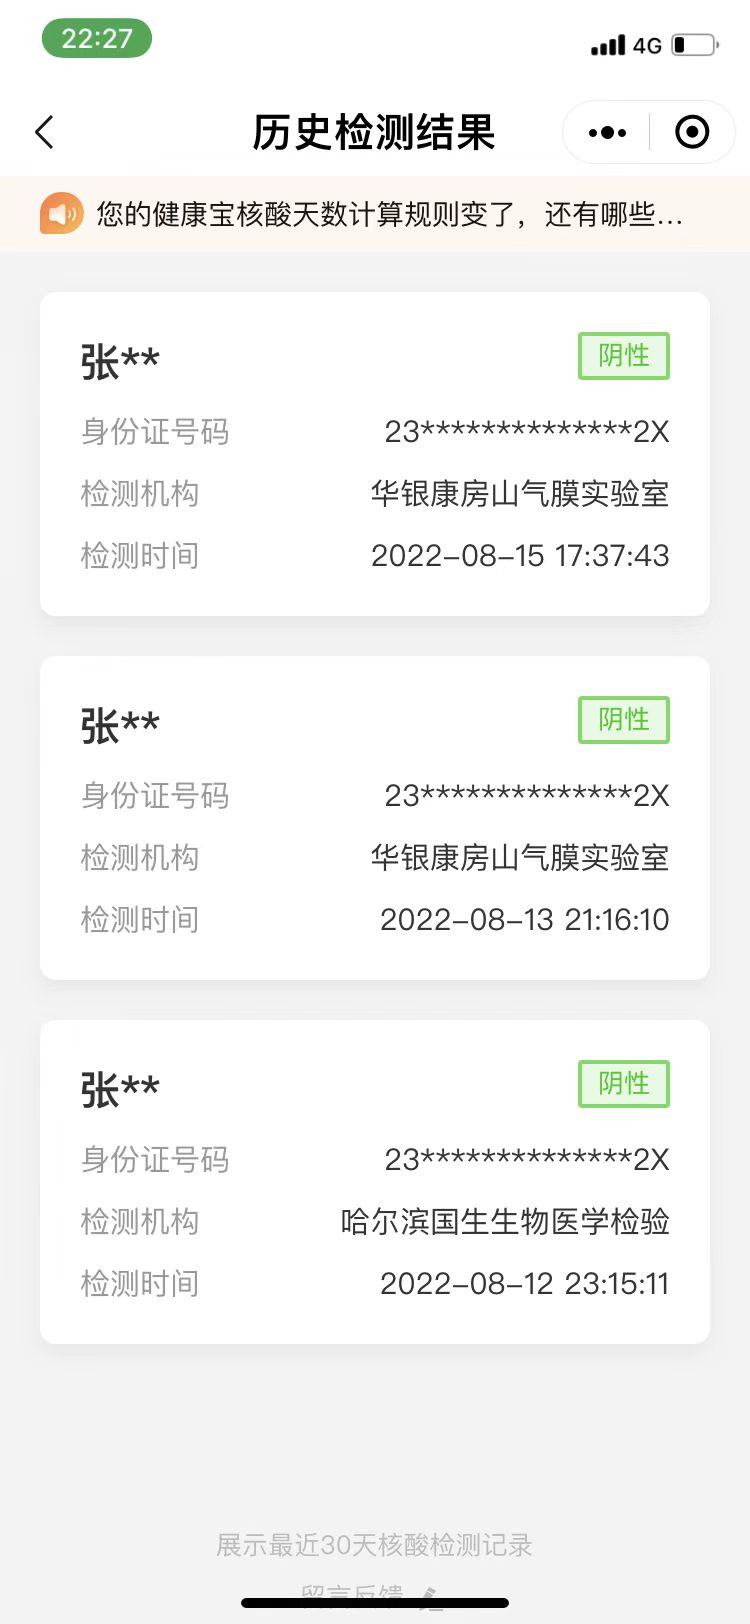 22:27
4G
历史检测结果
您的健康宝核酸天数计算规则变了，还有哪些...
张**
阴性
身份证号码
23**************2X
检测机构
华银康房山气膜实验室
检测时间
2022-08-15 17:37:43
张**
阴性
身份证号码
23**************2X
检测机构
华银康房山气膜实验室
检测时间
2022-08-13 21:16:10
张**
阴性
身份证号码
23**************2X
检测机构
哈尔滨国生生物医学检验
检测时间
2022-08-12 23:15:11
展示最近30天核酸检测记录
留言反馈